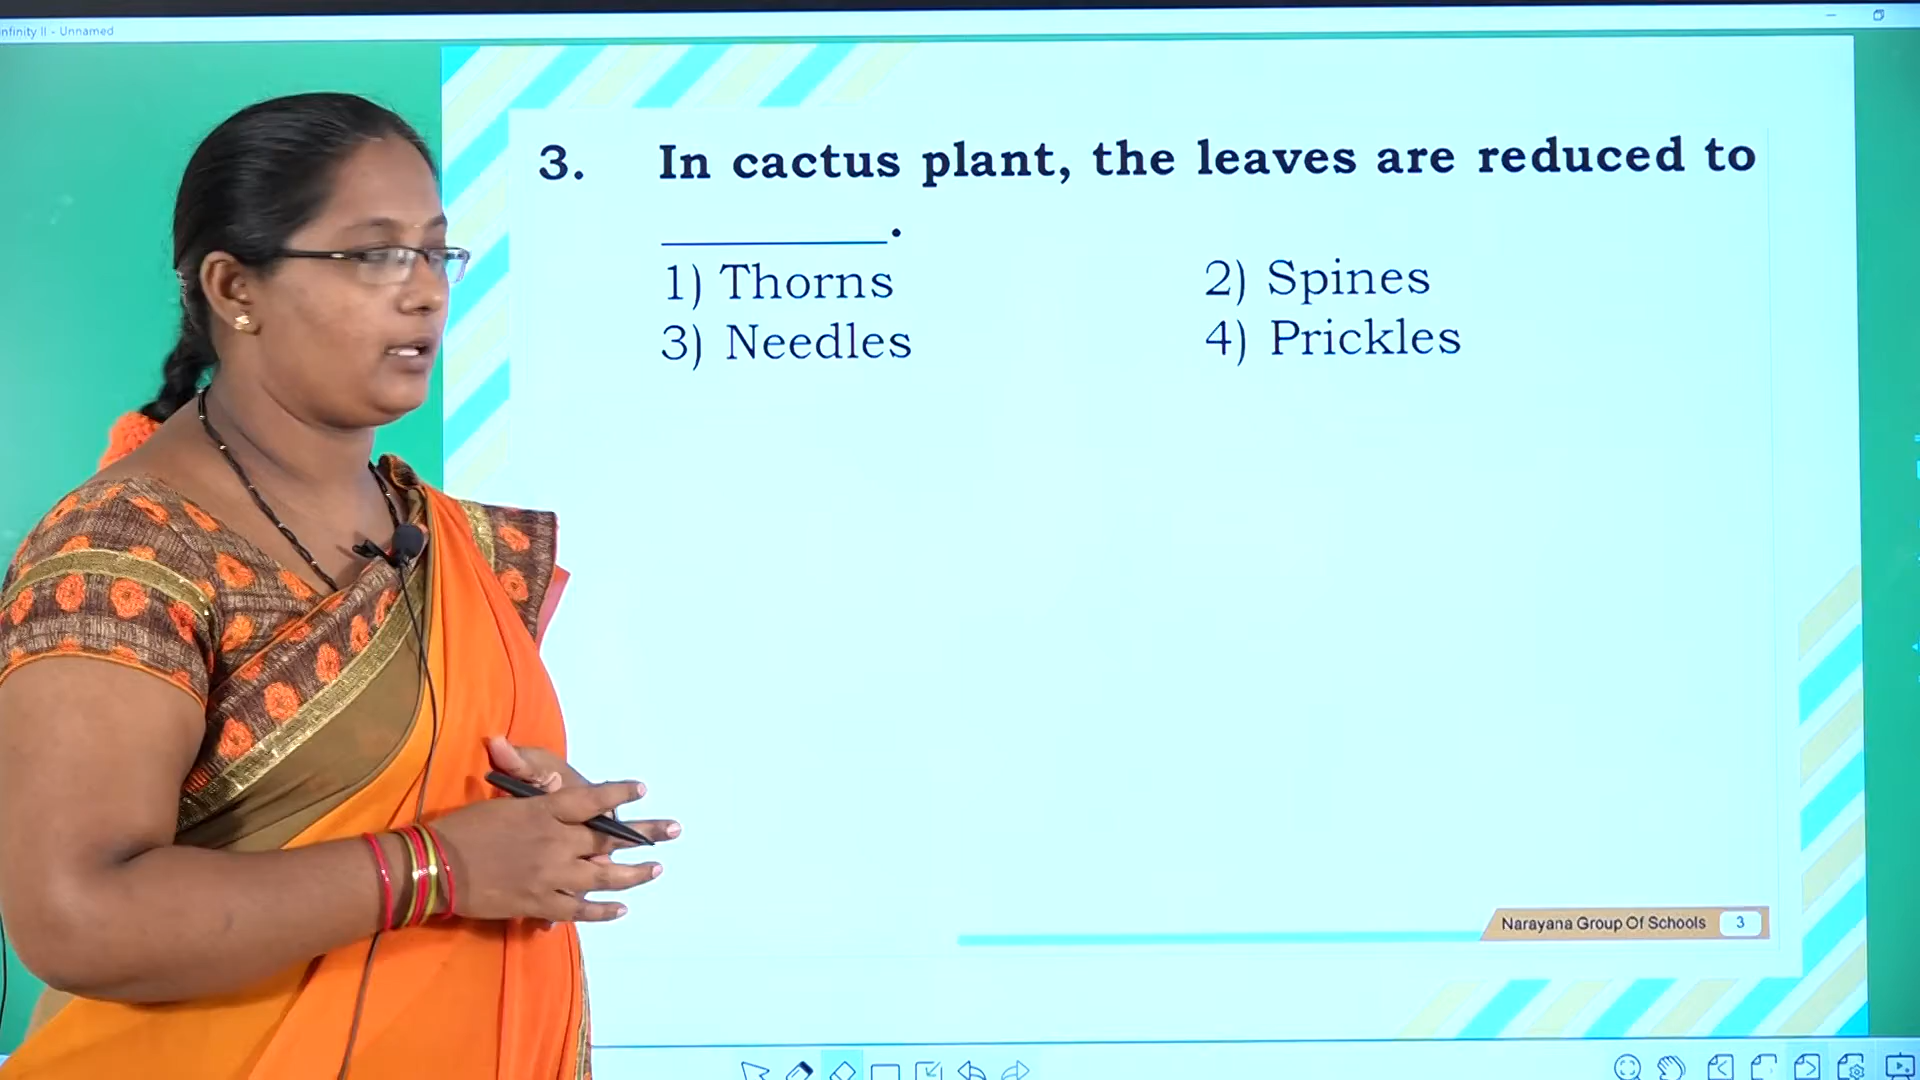 nfinity II - Unnamed
3. In cactus plant, the leaves are reduced to
________.
1) Thorns 2) Spines
3) Needles 4) Prickles
Narayana Group Of Schools 3